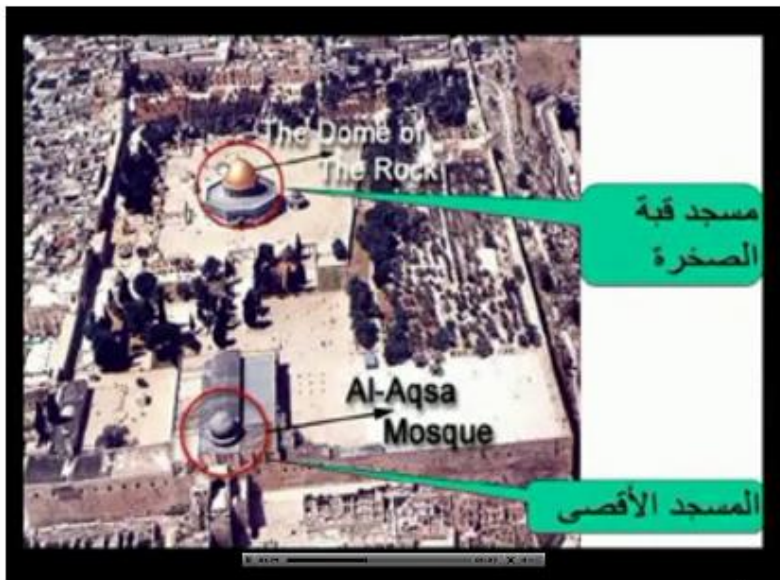 The Dome of
The Rock
مسجد قبة
الصخرة
Al-Aqsa
Mosque
المسجد الأقصى